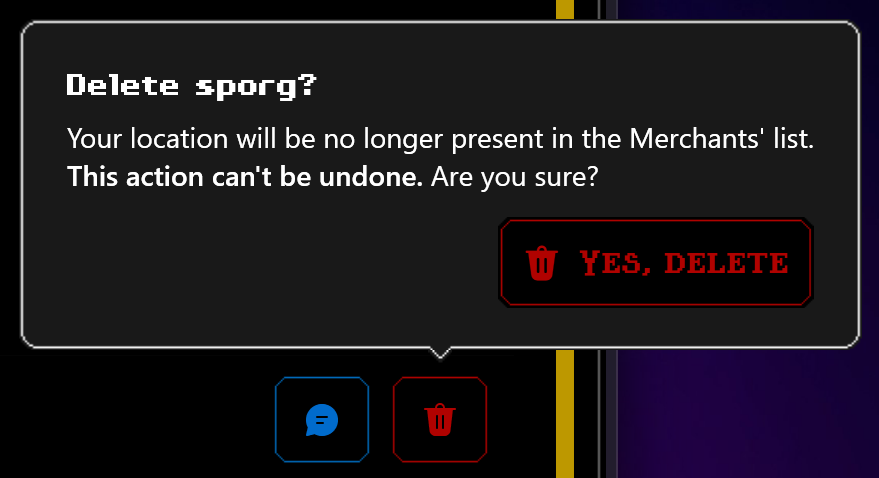 Delete sporg?
Your location will be no longer present in the Merchants' list.
This action can't be undone. Are you sure?
YES, DELETE